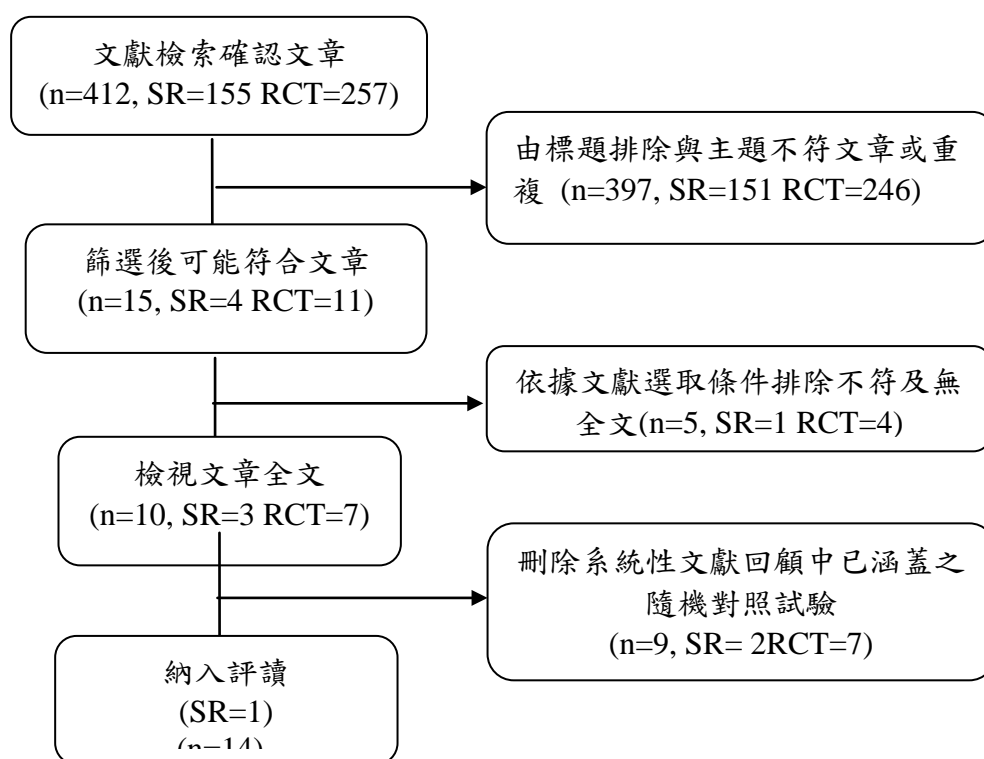 文獻檢索確認文章
(n=412, SR=155 RCT=257)
由標題排除與主題不符文章或重
複 (n=397, SR=151 RCT=246)
篩選後可能符合文章
(n=15, SR=4 RCT=11)
依據文獻選取條件排除不符及無
全文(n=5, SR=1 RCT=4)
檢視文章全文
(n=10, SR=3 RCT=7)
刪除系統性文獻回顧中已涵蓋之
隨機對照試驗
(n=9, SR= 2RCT=7)
納入評讀
(SR=1)
(n=14)